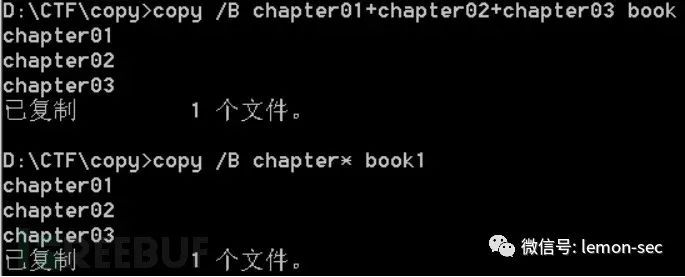 D:\CTF\copy>copy /B chapter01+chapter02+chapter03 book
chapter01
chapter02
chapter03
已复制         1 个文件。
D:\CTF\copy>copy /B chapter* book1
chapter01
chapter02
chapter03
REEBUF
已复制         1 个文件。
微信号: lemon-sec